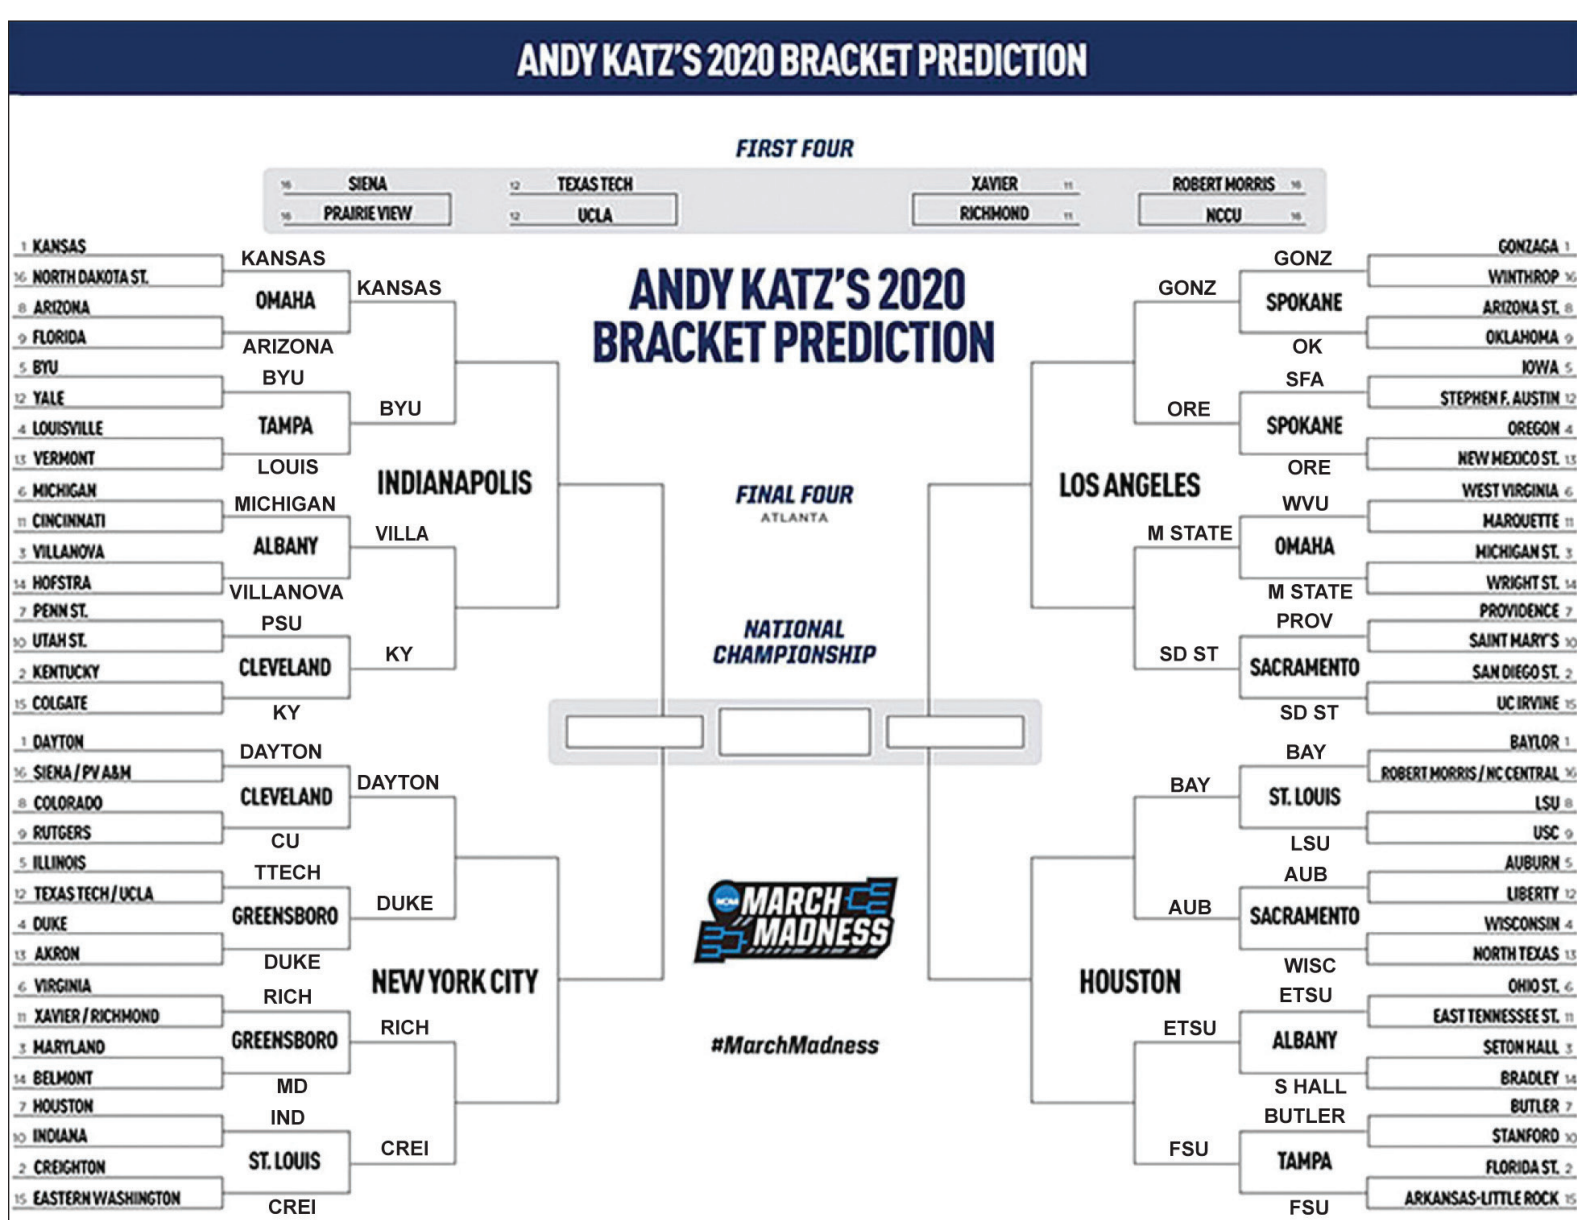 ANDY KATZ'S 2020 BRACKET PREDICTION
FIRST FOUR
16 SIENA
16 PRAIRIE VIEW
12 TEXAS TECH
12 UCLA
XAVIER 11
RICHMOND 11
ROBERT MORRIS 16
NCCU 16
ANDY KATZ'S 2020
BRACKET PREDICTION
1 KANSAS
16 NORTH DAKOTA ST.
8 ARIZONA
9 FLORIDA
5 BYU
12 YALE
4 LOUISVILLE
13 VERMONT
6 MICHIGAN
11 CINCINNATI
3 VILLANOVA
14 HOFSTRA
7 PENN ST.
10 UTAH ST.
2 KENTUCKY
15 COLGATE
KANSAS
OMAHA
ARIZONA
BYU
TAMPA
LOUIS
MICHIGAN
ALBANY
VILLANOVA
PSU
CLEVELAND
KY
KANSAS
BYU
INDIANAPOLIS
VILLA
KY
1 DAYTON
16 SIENA / PV A&M
8 COLORADO
9 RUTGERS
5 ILLINOIS
12 TEXAS TECH / UCLA
4 DUKE
13 AKRON
6 VIRGINIA
11 XAVIER / RICHMOND
3 MARYLAND
14 BELMONT
7 HOUSTON
10 INDIANA
2 CREIGHTON
15 EASTERN WASHINGTON
DAYTON
CLEVELAND
CU
TTECH
GREENSBORO
DUKE
RICH
GREENSBORO
MD
IND
ST. LOUIS
CREI
DAYTON
DUKE
NEW YORK CITY
RICH
CREI
FINAL FOUR
ATLANTA
NATIONAL
CHAMPIONSHIP
NCAA
MARCH
MADNESS
#MarchMadness
GONZ
ORE
LOS ANGELES
M STATE
SD ST
GONZ
SPOKANE
OK
SFA
SPOKANE
ORE
WVU
OMAHA
M STATE
PROV
SACRAMENTO
SD ST
GONZAGA 1
WINTHROP 16
ARIZONA ST. 8
OKLAHOMA 9
IOWA 5
STEPHEN F. AUSTIN 12
OREGON 4
NEW MEXICO ST. 13
WEST VIRGINIA 6
MARQUETTE 11
MICHIGAN ST. 3
WRIGHT ST. 14
PROVIDENCE 7
SAINT MARY'S 10
SAN DIEGO ST. 2
UC IRVINE 15
BAY
AUB
HOUSTON
ETSU
FSU
BAY
ST. LOUIS
LSU
AUB
SACRAMENTO
WISC
ETSU
ALBANY
S HALL
BUTLER
TAMPA
FSU
BAYLOR 1
ROBERT MORRIS / NC CENTRAL 16
LSU 8
USC 9
AUBURN 5
LIBERTY 12
WISCONSIN 4
NORTH TEXAS 13
OHIO ST. 6
EAST TENNESSEE ST. 11
SETON HALL 3
BRADLEY 14
BUTLER 7
STANFORD 10
FLORIDA ST. 2
ARKANSAS-LITTLE ROCK 15